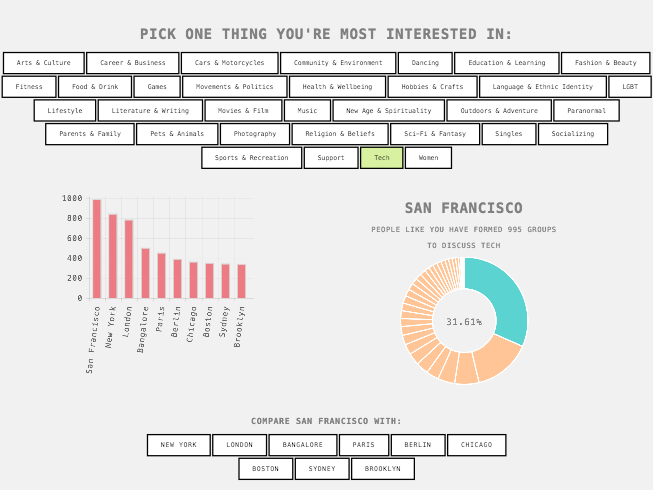 PICK ONE THING YOU'RE MOST INTERESTED IN:
Arts & Culture Career & Business Cars & Motorcycles Community & Environment Dancing Education & Learning Fashion & Beauty
Fitness Food & Drink Games Movements & Politics Health & Wellbeing Hobbies & Crafts Language & Ethnic Identity LGBT
Lifestyle Literature & Writing Movies & Film Music New Age & Spirituality Outdoors & Adventure Paranormal
Parents & Family Pets & Animals Photography Religion & Beliefs Sci-Fi & Fantasy Singles Socializing
Sports & Recreation Support Tech Women
1000
800
600
400
200
0
San Francisco
New York
London
Bangalore
Paris
Berlin
Chicago
Boston
Sydney
Brooklyn
SAN FRANCISCO
PEOPLE LIKE YOU HAVE FORMED 995 GROUPS
TO DISCUSS TECH
31.61%
COMPARE SAN FRANCISCO WITH:
NEW YORK LONDON BANGALORE PARIS BERLIN CHICAGO
BOSTON SYDNEY BROOKLYN